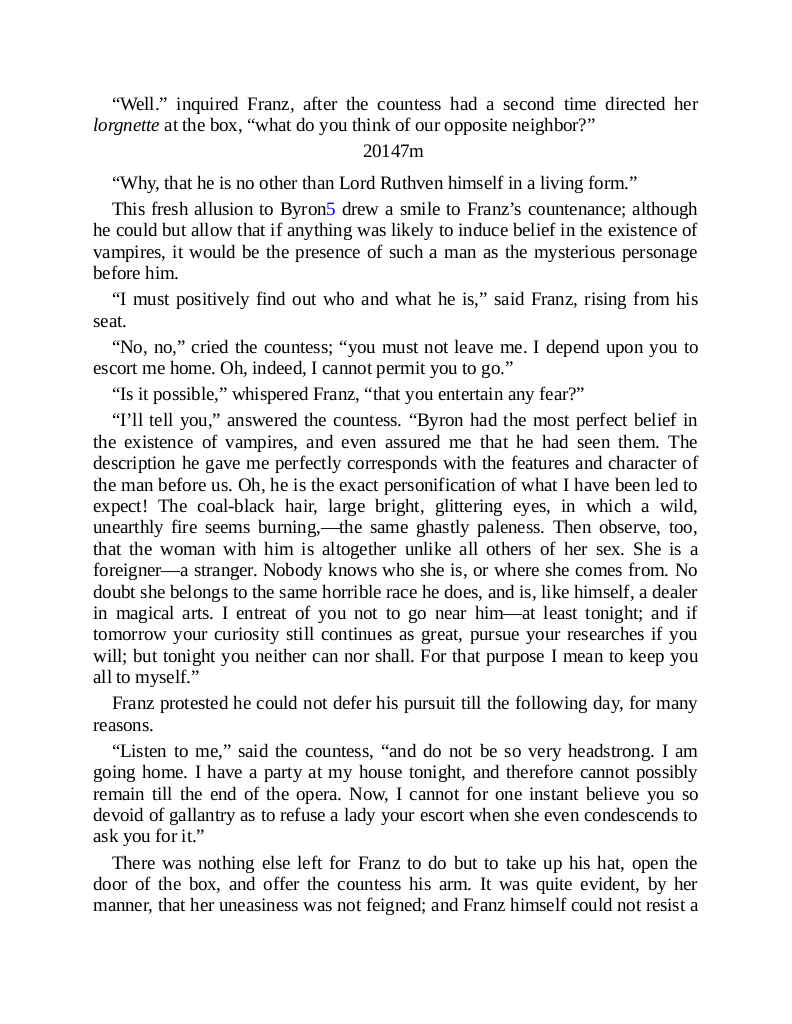 “Well.” inquired Franz, after the countess had a second time directed her
lorgnette at the box, “what do you think of our opposite neighbor?”
20147m
“Why, that he is no other than Lord Ruthven himself in a living form.”
This fresh allusion to Byron5 drew a smile to Franz’s countenance; although
he could but allow that if anything was likely to induce belief in the existence of
vampires, it would be the presence of such a man as the mysterious personage
before him.
“I must positively find out who and what he is,” said Franz, rising from his
seat.
“No, no,” cried the countess; “you must not leave me. I depend upon you to
escort me home. Oh, indeed, I cannot permit you to go.”
“Is it possible,” whispered Franz, “that you entertain any fear?”
“I’ll tell you,” answered the countess. “Byron had the most perfect belief in
the existence of vampires, and even assured me that he had seen them. The
description he gave me perfectly corresponds with the features and character of
the man before us. Oh, he is the exact personification of what I have been led to
expect! The coal-black hair, large bright, glittering eyes, in which a wild,
unearthly fire seems burning,—the same ghastly paleness. Then observe, too,
that the woman with him is altogether unlike all others of her sex. She is a
foreigner—a stranger. Nobody knows who she is, or where she comes from. No
doubt she belongs to the same horrible race he does, and is, like himself, a dealer
in magical arts. I entreat of you not to go near him—at least tonight; and if
tomorrow your curiosity still continues as great, pursue your researches if you
will; but tonight you neither can nor shall. For that purpose I mean to keep you
all to myself.”
Franz protested he could not defer his pursuit till the following day, for many
reasons.
“Listen to me,” said the countess, “and do not be so very headstrong. I am
going home. I have a party at my house tonight, and therefore cannot possibly
remain till the end of the opera. Now, I cannot for one instant believe you so
devoid of gallantry as to refuse a lady your escort when she even condescends to
ask you for it.”
There was nothing else left for Franz to do but to take up his hat, open the
door of the box, and offer the countess his arm. It was quite evident, by her
manner, that her uneasiness was not feigned; and Franz himself could not resist a